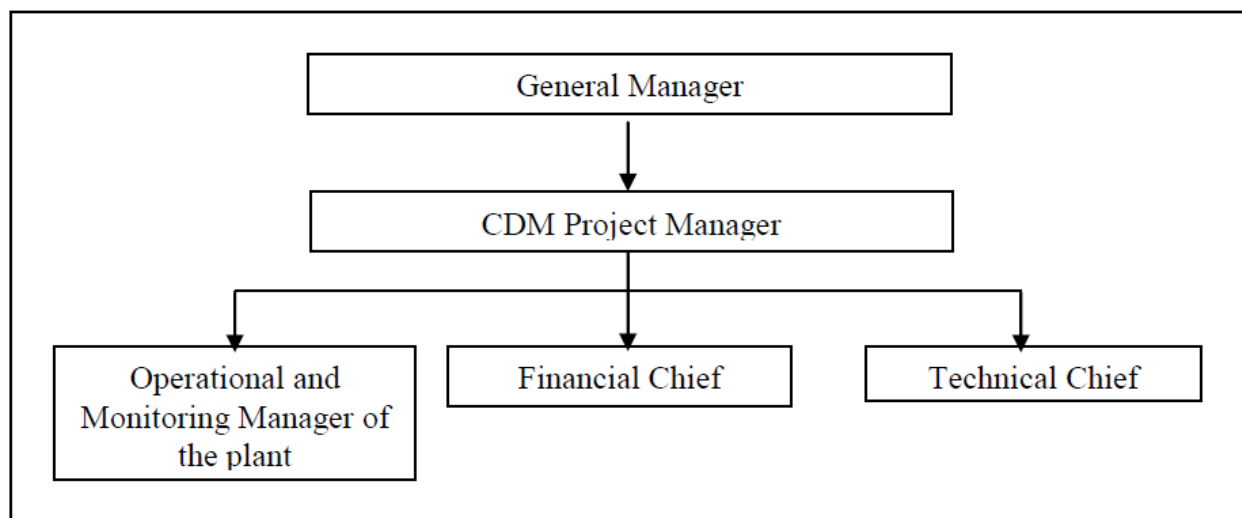 General Manager
CDM Project Manager
Operational and
Monitoring Manager of
the plant
Financial Chief
Technical Chief